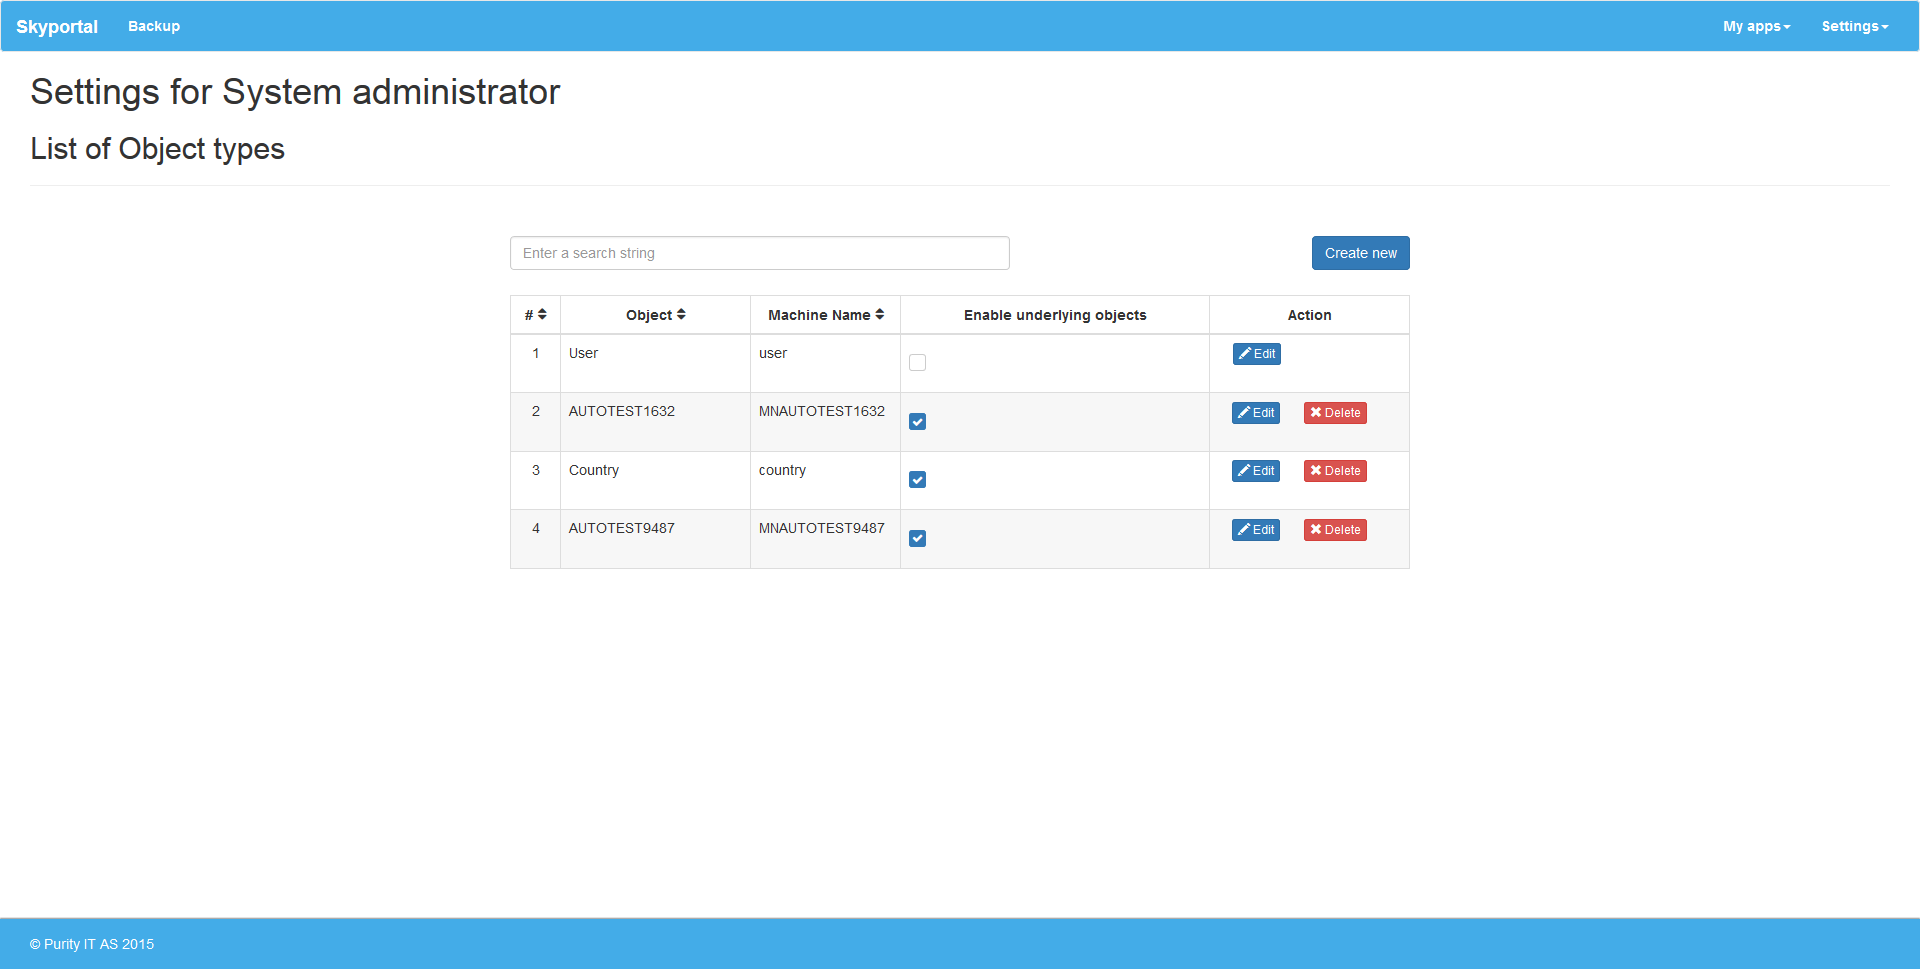 Skyportal Backup My apps Settings
Settings for System administrator
List of Object types
Enter a search string Create new
# Object Machine Name Enable underlying objects Action
1 User user Edit
2 AUTOTEST1632 MNAUTOTEST1632 Edit Delete
3 Country country Edit Delete
4 AUTOTEST9487 MNAUTOTEST9487 Edit Delete
© Purity IT AS 2015